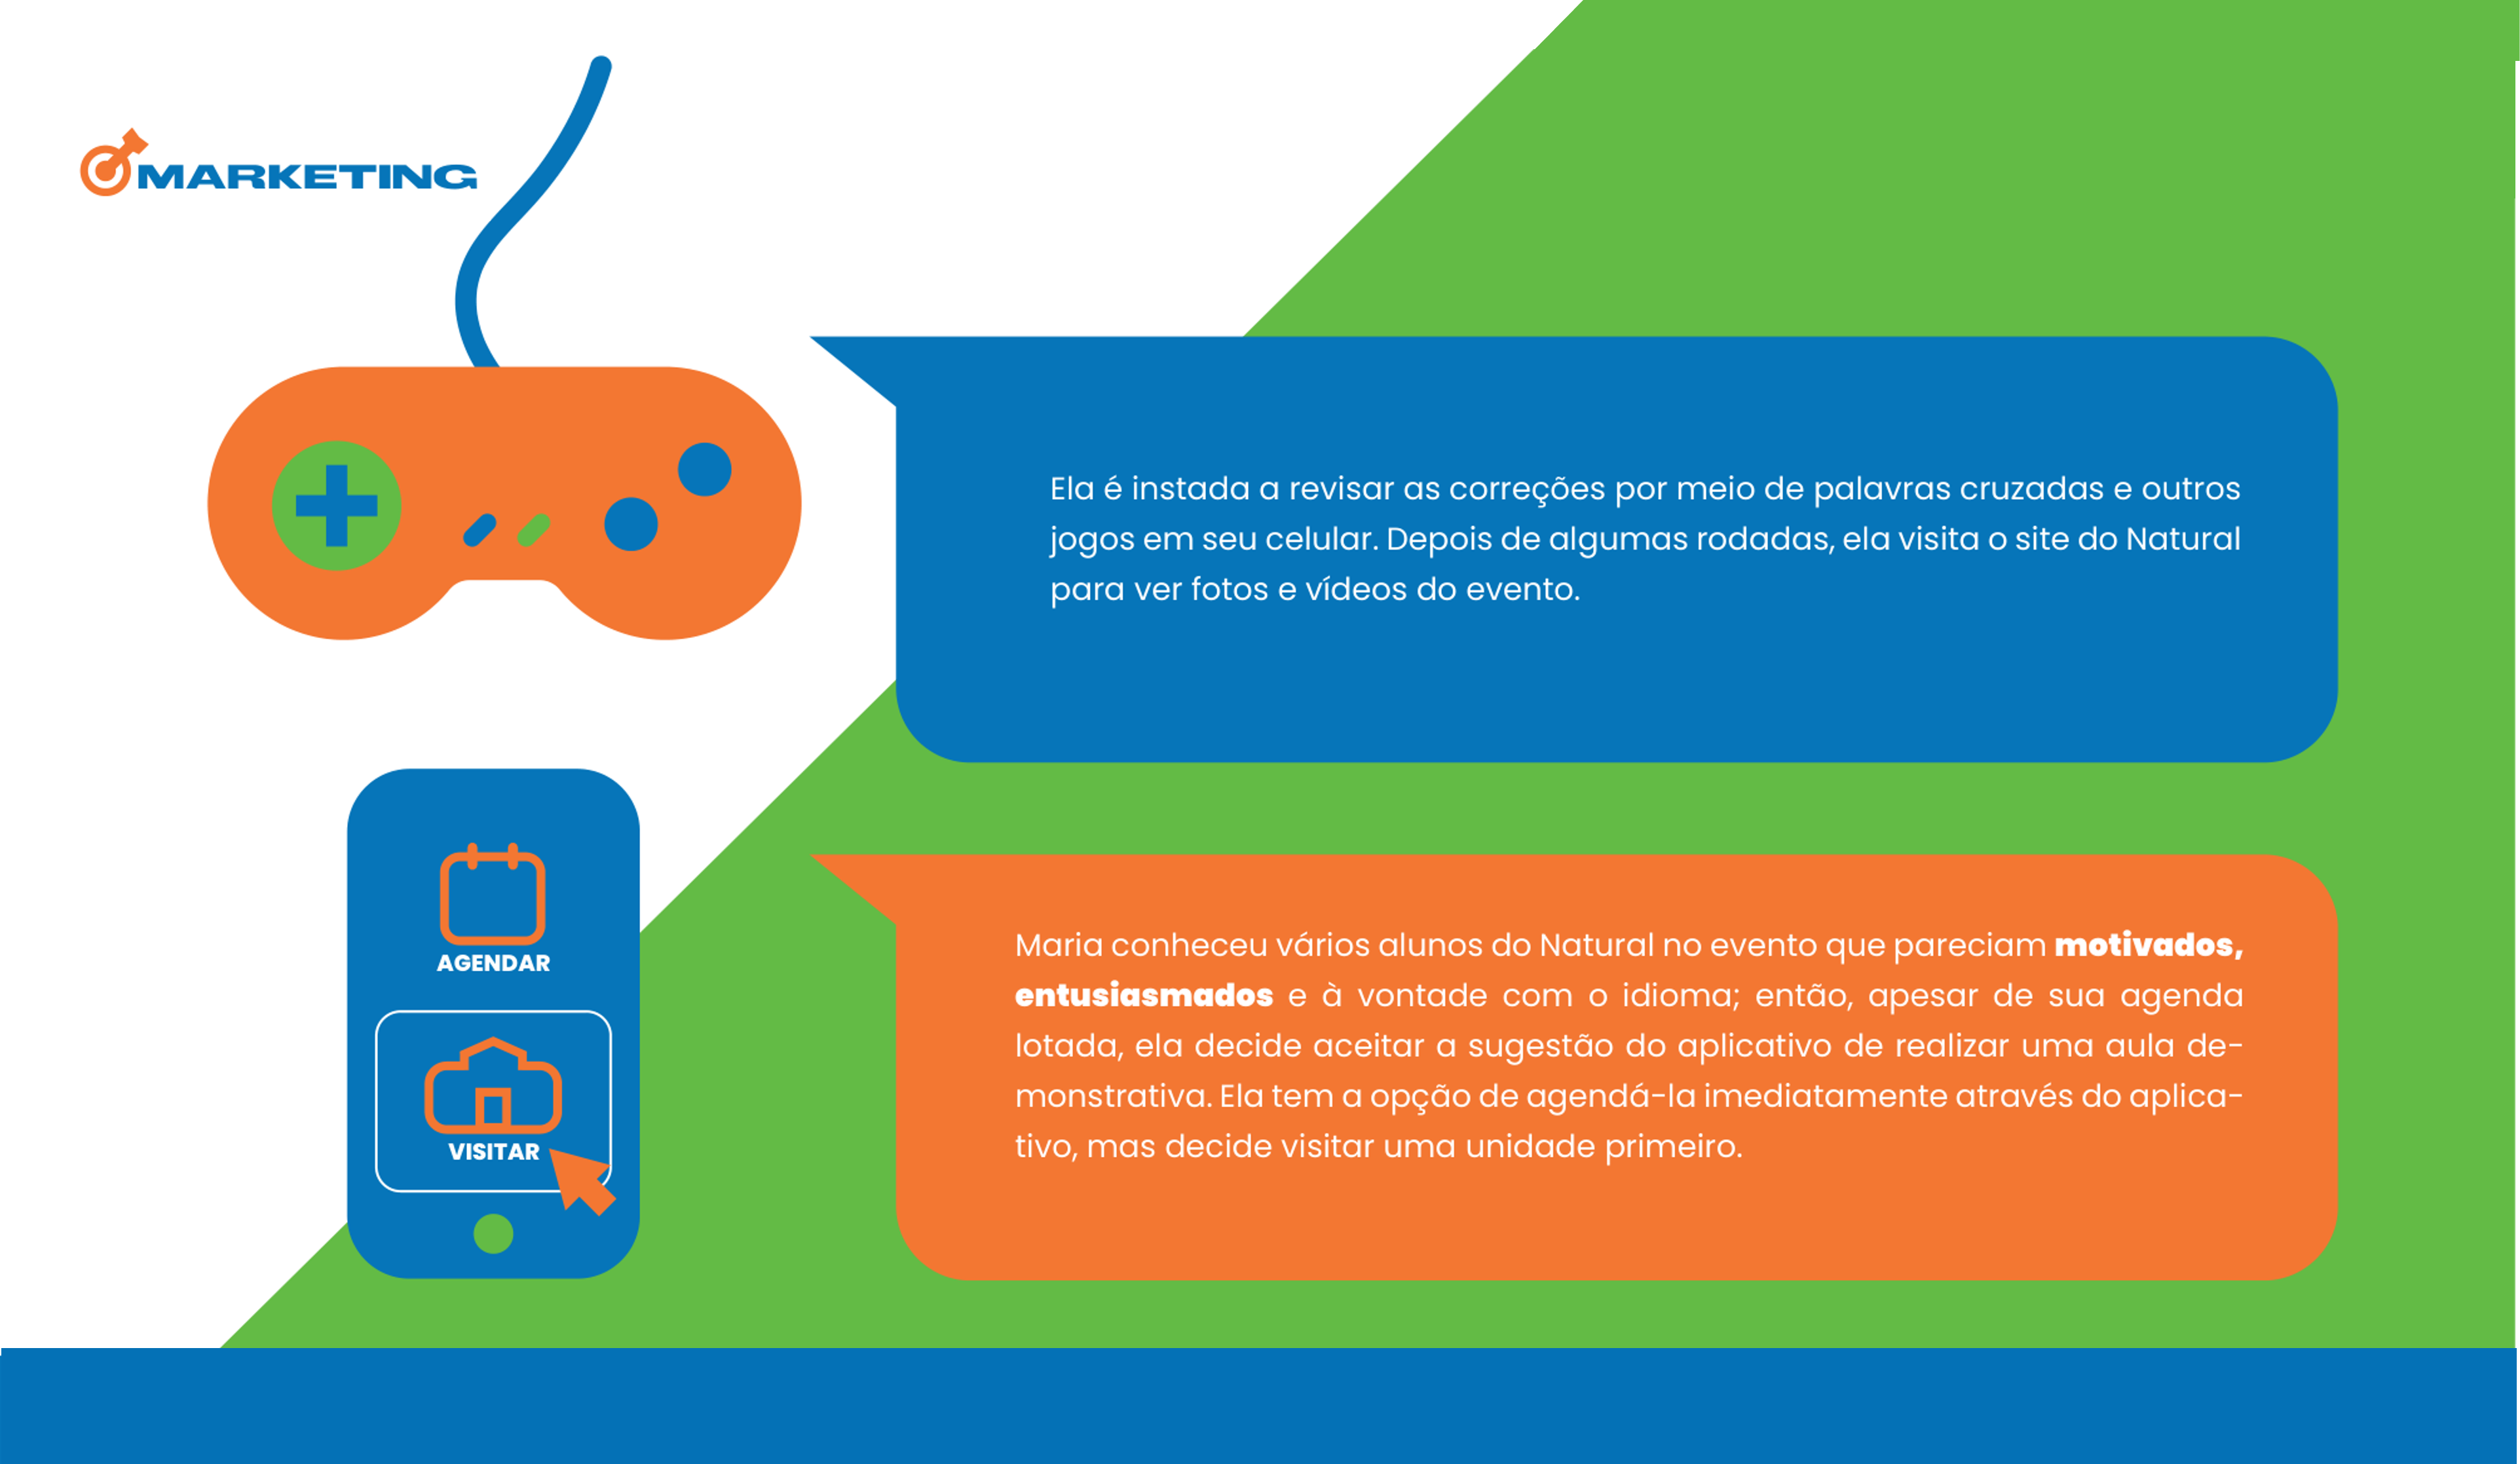 MARKETING
Ela é instada a revisar as correções por meio de palavras cruzadas e outros
jogos em seu celular. Depois de algumas rodadas, ela visita o site do Natural
para ver fotos e vídeos do evento.
AGENDAR
VISITAR
Maria conheceu vários alunos do Natural no evento que pareciam motivados,
entusiasmados e à vontade com o idioma; então, apesar de sua agenda
lotada, ela decide aceitar a sugestão do aplicativo de realizar uma aula de-
monstrativa. Ela tem a opção de agendá-la imediatamente através do aplica-
tivo, mas decide visitar uma unidade primeiro.